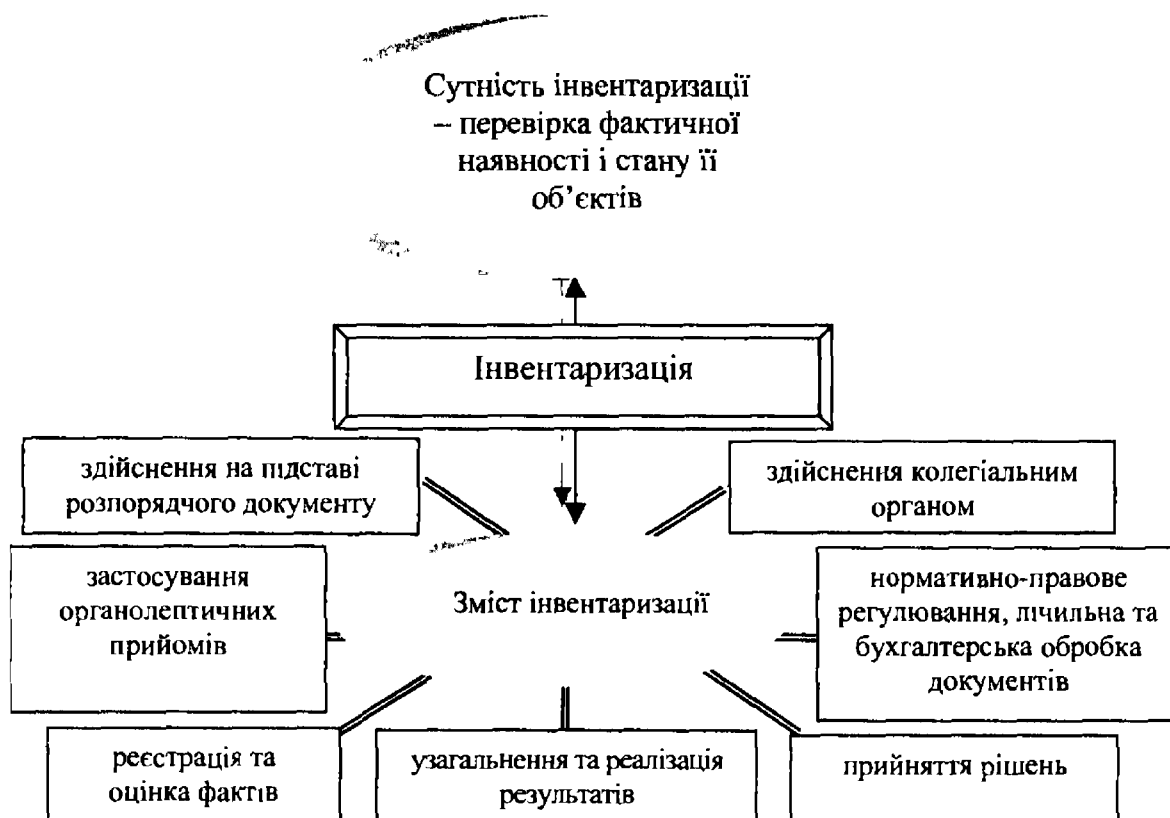 Сутність інвентаризації
– перевірка фактичної
наявності і стану її
об’єктів
Інвентаризація
здійснення на підставі
розпорядчого документу
здійснення колегіальним
органом
застосування
органолептичних
прийомів
Зміст інвентаризації
нормативно-правове
регулювання, лічильна та
бухгалтерська обробка
документів
реєстрація та
оцінка фактів
узагальнення та реалізація
результатів
прийняття рішень